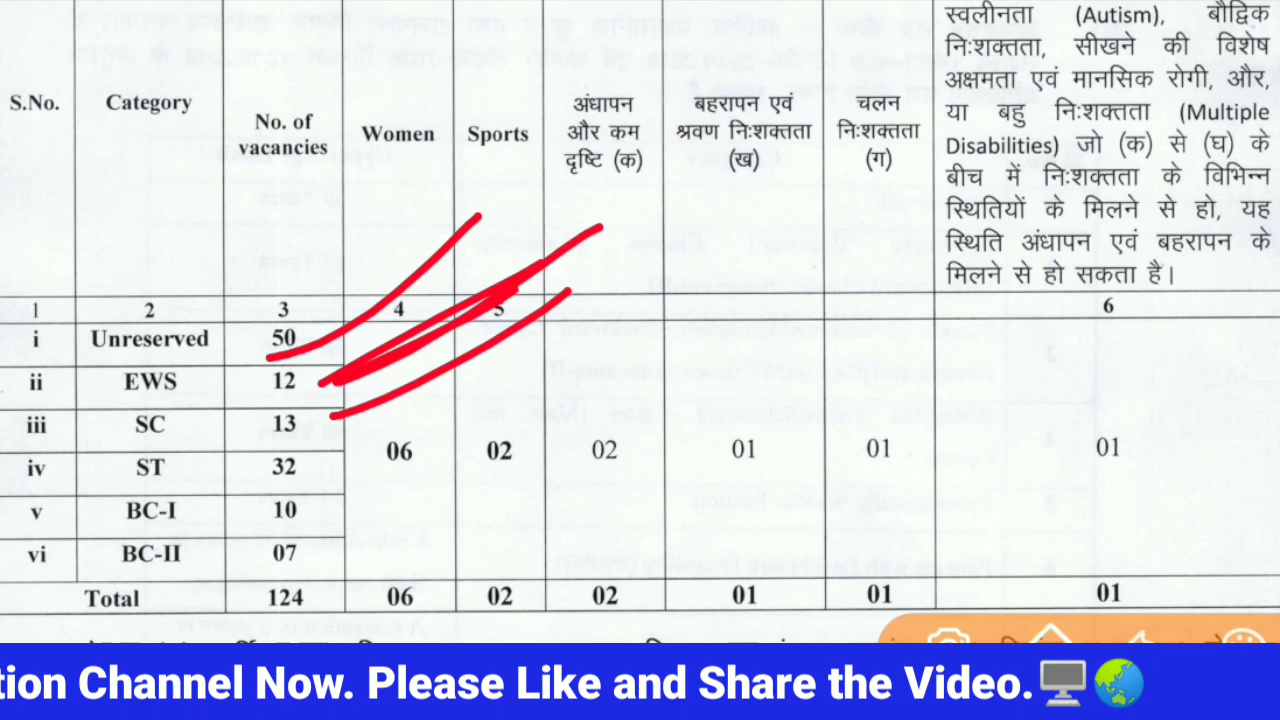 स्वलीनता (Autism), बौद्विक
निःशक्तता, सीखने की विशेष
अक्षमता एवं मानसिक रोगी, और,
या बहु निःशक्तता (Multiple
Disabilities) जो (क) से (घ) के
बीच में निःशक्तता के विभिन्न
स्थितियों के मिलने से हो, यह
स्थिति अंधापन एवं बहरापन के
मिलने से हो सकता है।
S.No. Category No. of vacancies Women Sports अंधापन और कम दृष्टि (क) बहरापन एवं श्रवण निःशक्तता (ख) चलन निःशक्तता (ग)
1 2 3 4 5 6
i Unreserved 50
ii EWS 12
iii SC 13
06 02 02 01 01 01
iv ST 32
v BC-I 10
vi BC-II 07
Total 124 06 02 02 01 01 01
tion Channel Now. Please Like and Share the Video.